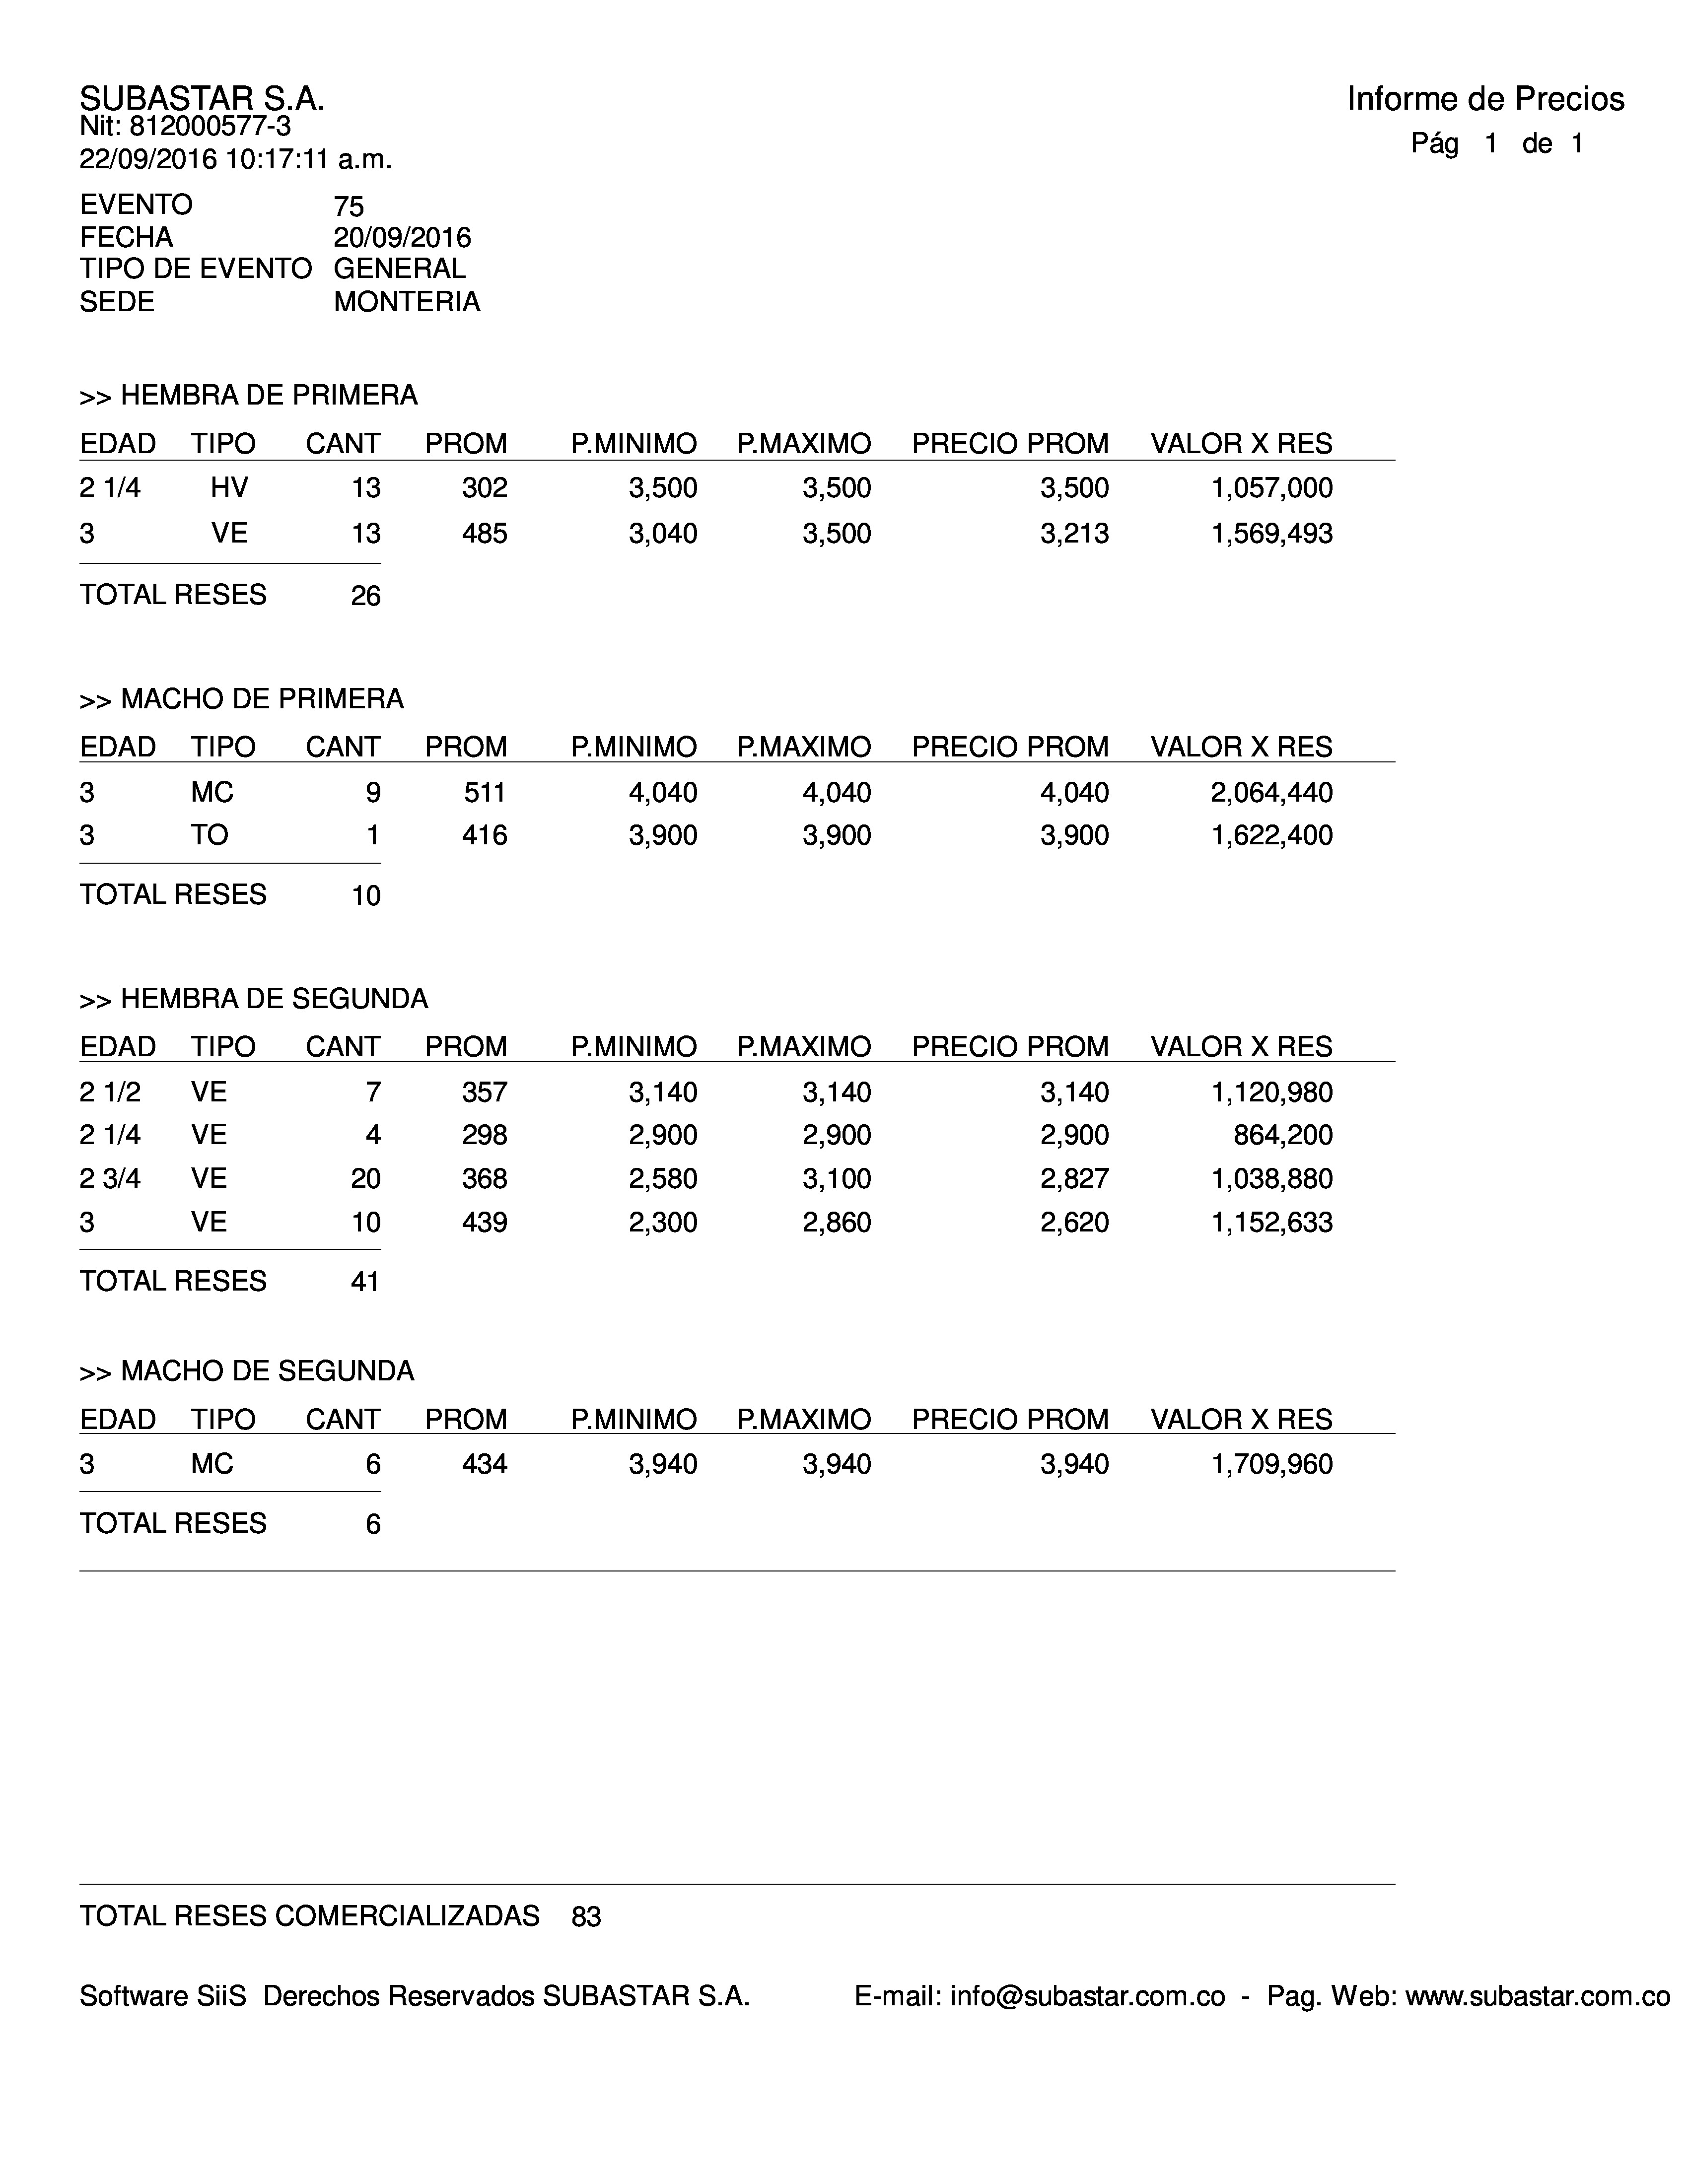 SUBASTAR S.A.
Informe de Precios
Nit: 812000577-3
Pág 1 de 1
22/09/2016 10:17:11 a.m.
EVENTO 75
FECHA 20/09/2016
TIPO DE EVENTO GENERAL
SEDE MONTERIA
>> HEMBRA DE PRIMERA
EDAD TIPO CANT PROM P.MINIMO P.MAXIMO PRECIO PROM VALOR X RES
2 1/4 HV 13 302 3,500 3,500 3,500 1,057,000
3 VE 13 485 3,040 3,500 3,213 1,569,493
TOTAL RESES 26
>> MACHO DE PRIMERA
EDAD TIPO CANT PROM P.MINIMO P.MAXIMO PRECIO PROM VALOR X RES
3 MC 9 511 4,040 4,040 4,040 2,064,440
3 TO 1 416 3,900 3,900 3,900 1,622,400
TOTAL RESES 10
>> HEMBRA DE SEGUNDA
EDAD TIPO CANT PROM P.MINIMO P.MAXIMO PRECIO PROM VALOR X RES
2 1/2 VE 7 357 3,140 3,140 3,140 1,120,980
2 1/4 VE 4 298 2,900 2,900 2,900 864,200
2 3/4 VE 20 368 2,580 3,100 2,827 1,038,880
3 VE 10 439 2,300 2,860 2,620 1,152,633
TOTAL RESES 41
>> MACHO DE SEGUNDA
EDAD TIPO CANT PROM P.MINIMO P.MAXIMO PRECIO PROM VALOR X RES
3 MC 6 434 3,940 3,940 3,940 1,709,960
TOTAL RESES 6
TOTAL RESES COMERCIALIZADAS 83
Software SiiS Derechos Reservados SUBASTAR S.A. E-mail: info@subastar.com.co - Pag. Web: www.subastar.com.co